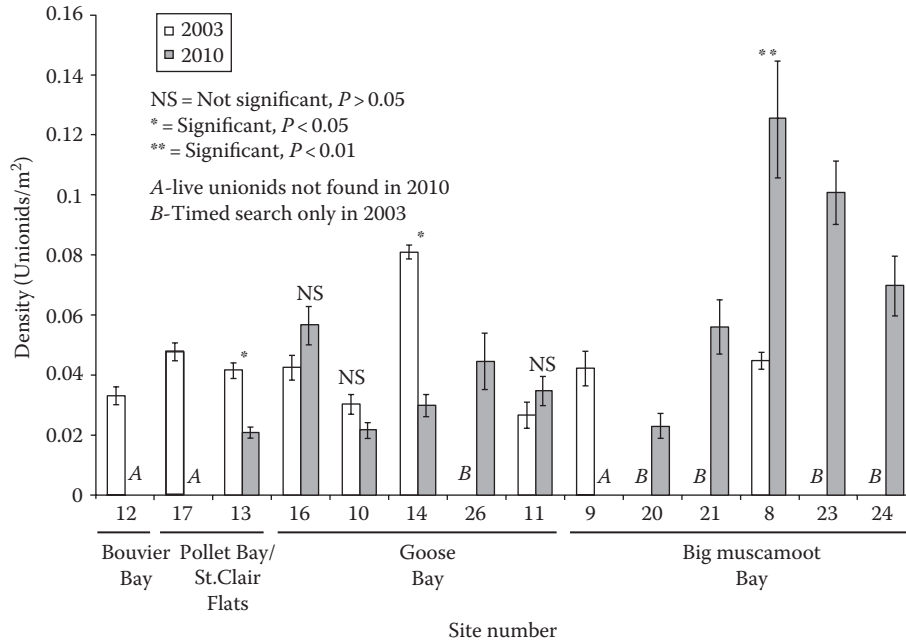 0.16
0.14
0.12
0.1
0.08
0.06
0.04
0.02
0
Density (Unionids/m²)
2003
2010
NS = Not significant, P > 0.05
* = Significant, P < 0.05
** = Significant, P < 0.01
A-live unionids not found in 2010
B-Timed search only in 2003
A
A
*
NS
NS
*
B
NS
A
B
B
**
B
B
12 17 13 16 10 14 26 11 9 20 21 8 23 24
Bouvier
Bay
Pollet Bay/
St.Clair
Flats
Goose
Bay
Big muscamoot
Bay
Site number